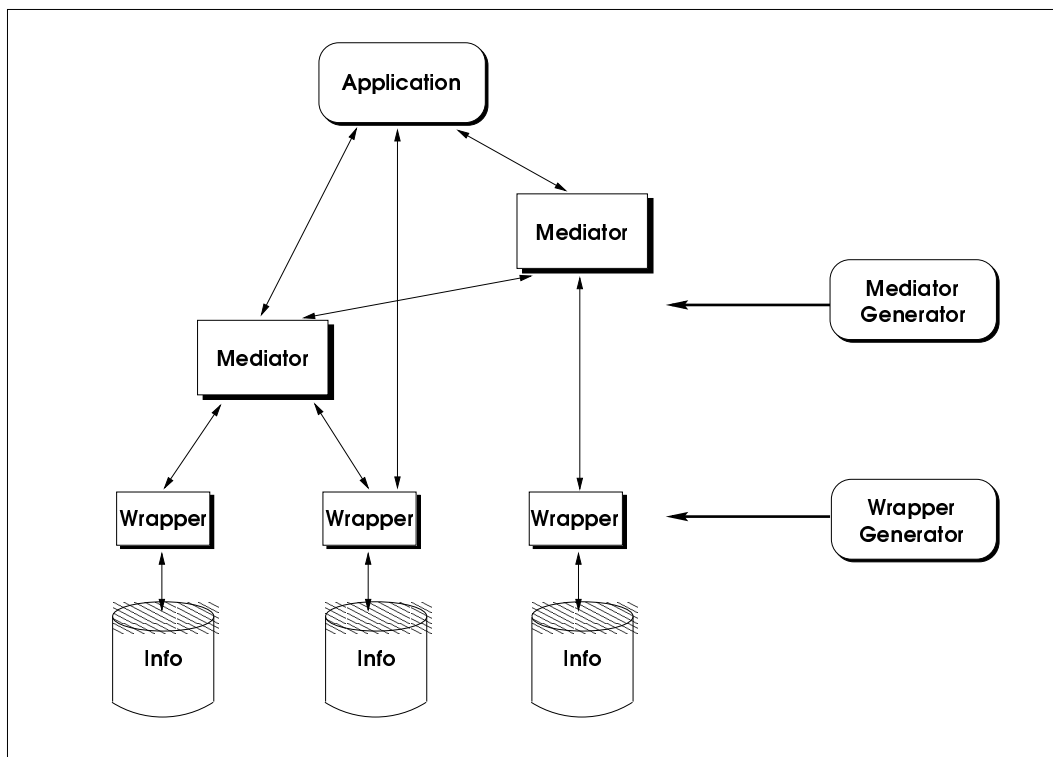 Application
Mediator
Mediator
Generator
Mediator
Wrapper
Wrapper
Wrapper
Wrapper
Generator
Info
Info
Info